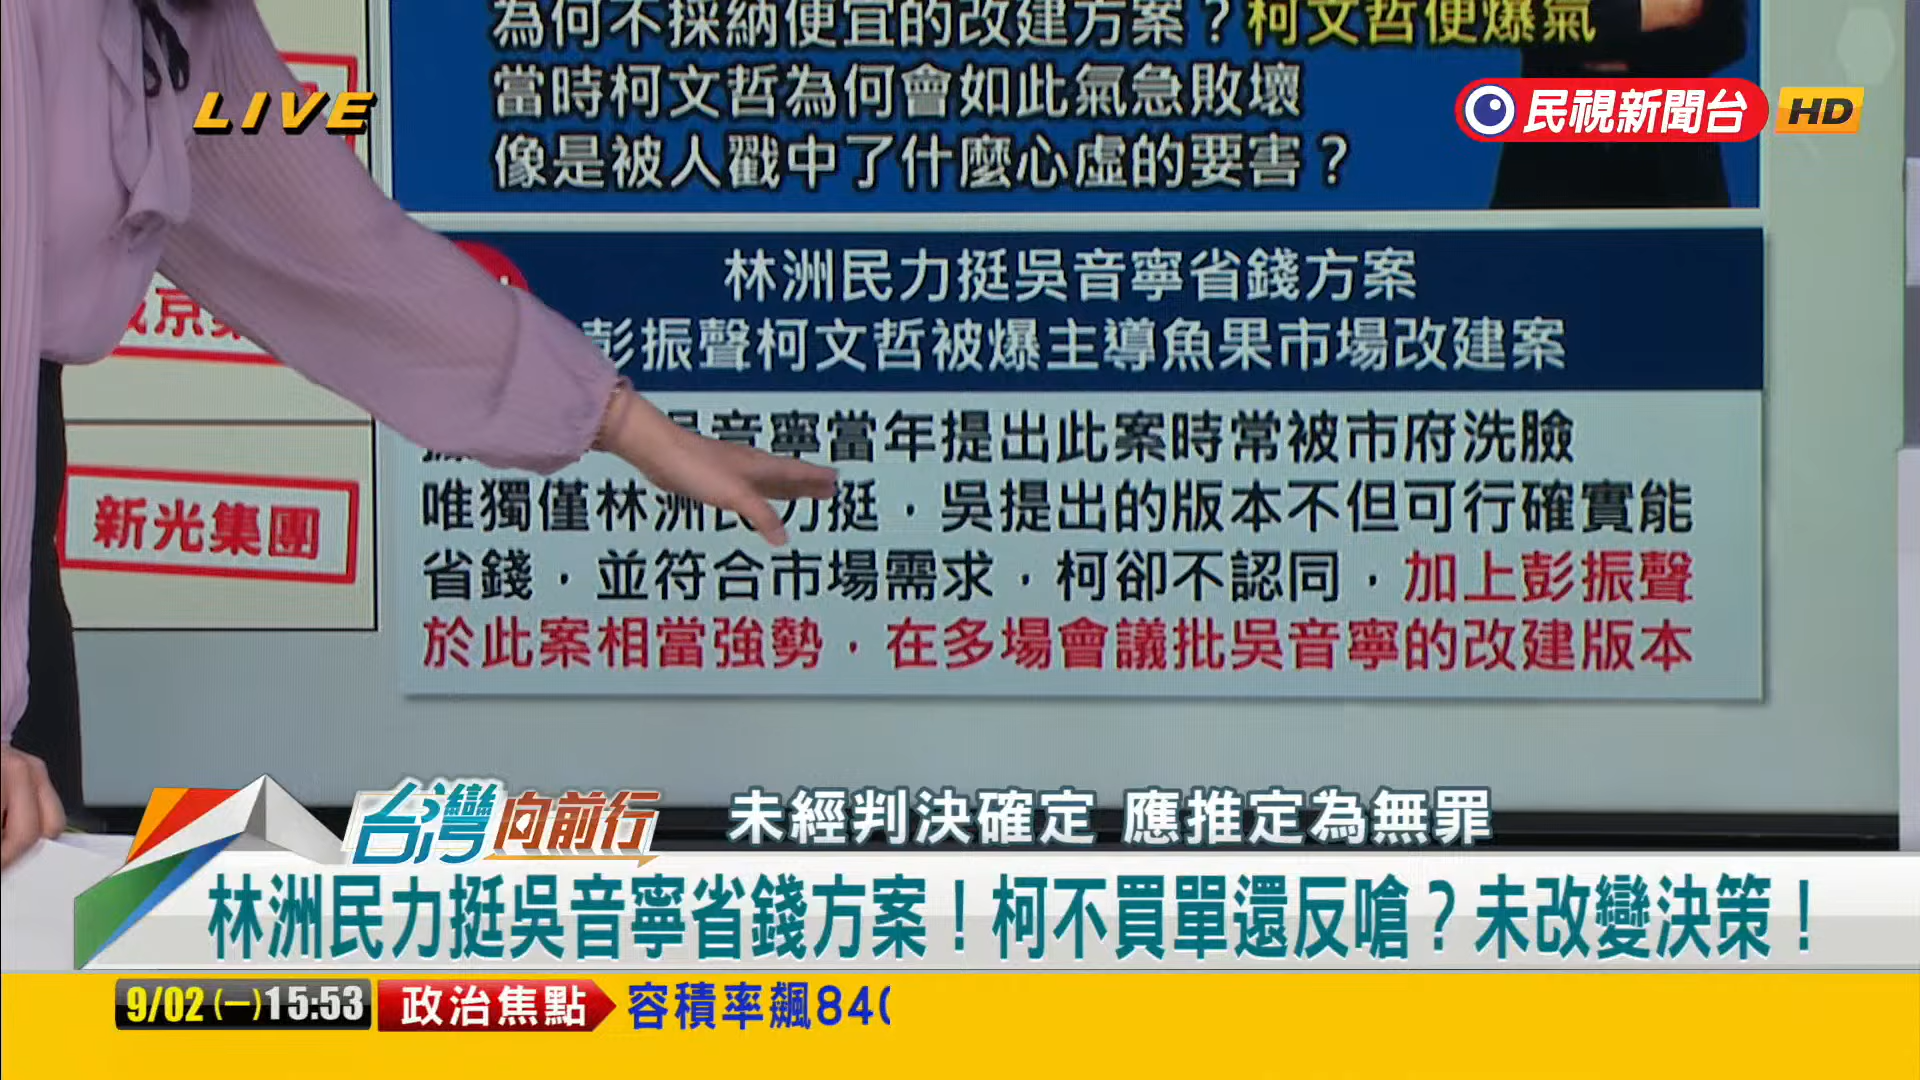 為何不採納便宜的改建方案？柯文哲便爆氣
當時柯文哲為何會如此氣急敗壞
像是被人戳中了什麼心虛的要害？
LIVE
民視新聞台 HD
林洲民力挺吳音寧省錢方案
彭振聲柯文哲被爆主導魚果市場改建案
吳音寧當年提出此案時常被市府洗臉
唯獨僅林洲民力挺，吳提出的版本不但可行確實能
省錢，並符合市場需求，柯卻不認同，加上彭振聲
於此案相當強勢，在多場會議批吳音寧的改建版本
京
新光集團
台灣向前行
未經判決確定 應推定為無罪
林洲民力挺吳音寧省錢方案！柯不買單還反嗆？未改變決策！
9/02(一)15:53
政治焦點
容積率飆84